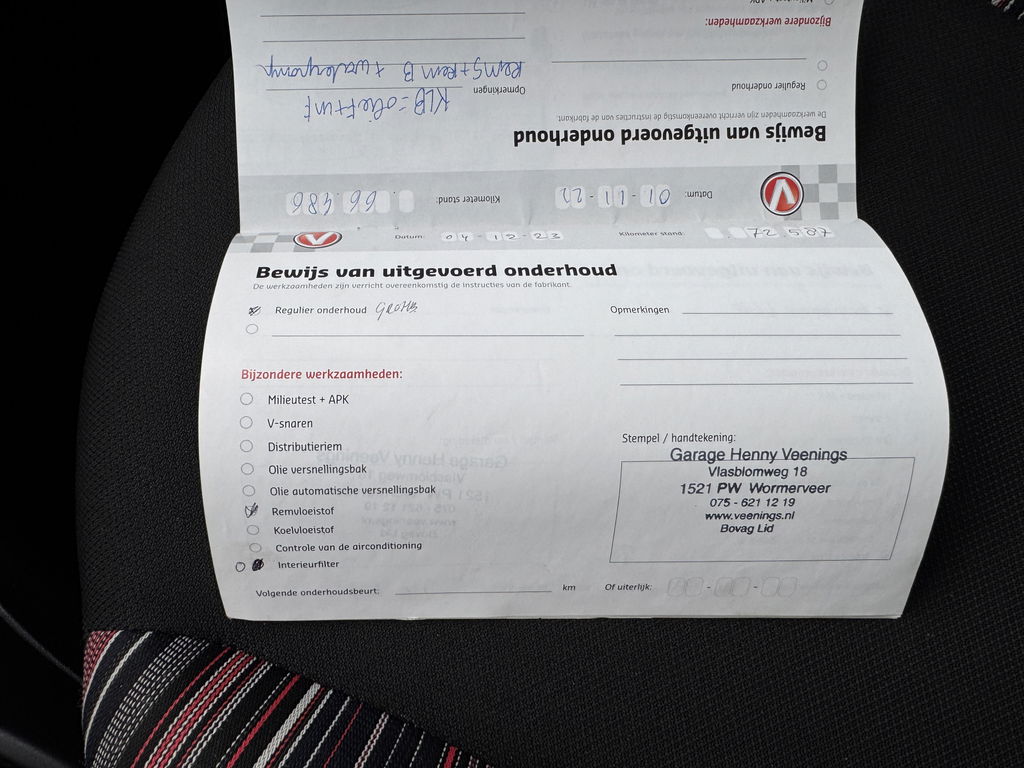 Datum: 01-11-22
Kilometer stand: 66.486
Bewijs van uitgevoerd onderhoud
De werkzaamheden zijn verricht overeenkomstig de instructies van de fabrikant.
Regulier onderhoud
Opmerkingen
KLB=olie+
RemS+Rem B + waterpomp
Bijzondere werkzaamheden:
Datum: 04-12-23
Kilometer stand: 72.587
Bewijs van uitgevoerd onderhoud
De werkzaamheden zijn verricht overeenkomstig de instructies van de fabrikant.
Regulier onderhoud
Opmerkingen
Bijzondere werkzaamheden:
Milieutest + APK
V-snaren
Distributieriem
Olie versnellingsbak
Olie automatische versnellingsbak
Remvloeistof
Koelvloeistof
Controle van de airconditioning
Interieurfilter
Stempel / handtekening:
Garage Henny Veenings
Vlasblomweg 18
1521 PW Wormerveer
075 - 621 12 19
www.veenings.nl
Bovag Lid
Volgende onderhoudsbeurt: km
Of uiterlijk: - -